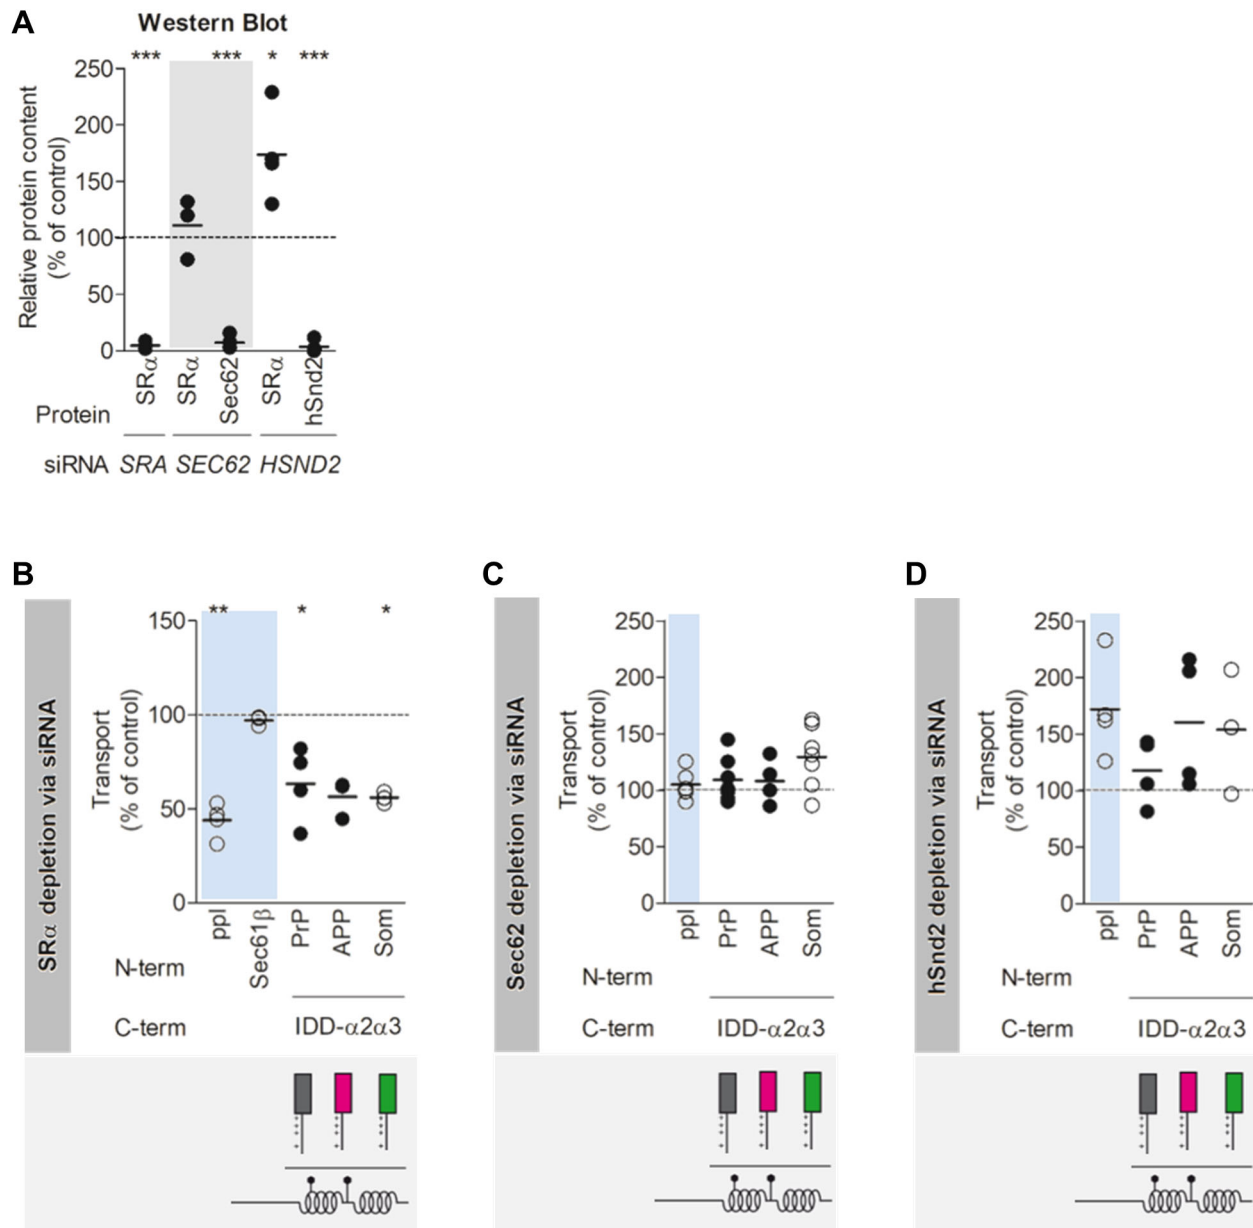 A
Western Blot
*** *** * ***
250
200
150
100
50
0
Relative protein content
(% of control)
SRα SRα Sec62 SRα hSnd2
Protein
siRNA SRA SEC62 HSND2
B
SRα depletion via siRNA
** * *
150
100
50
0
Transport
(% of control)
ppl Sec61β PrP APP Som
N-term
C-term IDD-α2α3
C
Sec62 depletion via siRNA
250
200
150
100
50
0
Transport
(% of control)
ppl PrP APP Som
N-term
C-term IDD-α2α3
D
hSnd2 depletion via siRNA
250
200
150
100
50
0
Transport
(% of control)
ppl PrP APP Som
N-term
C-term IDD-α2α3